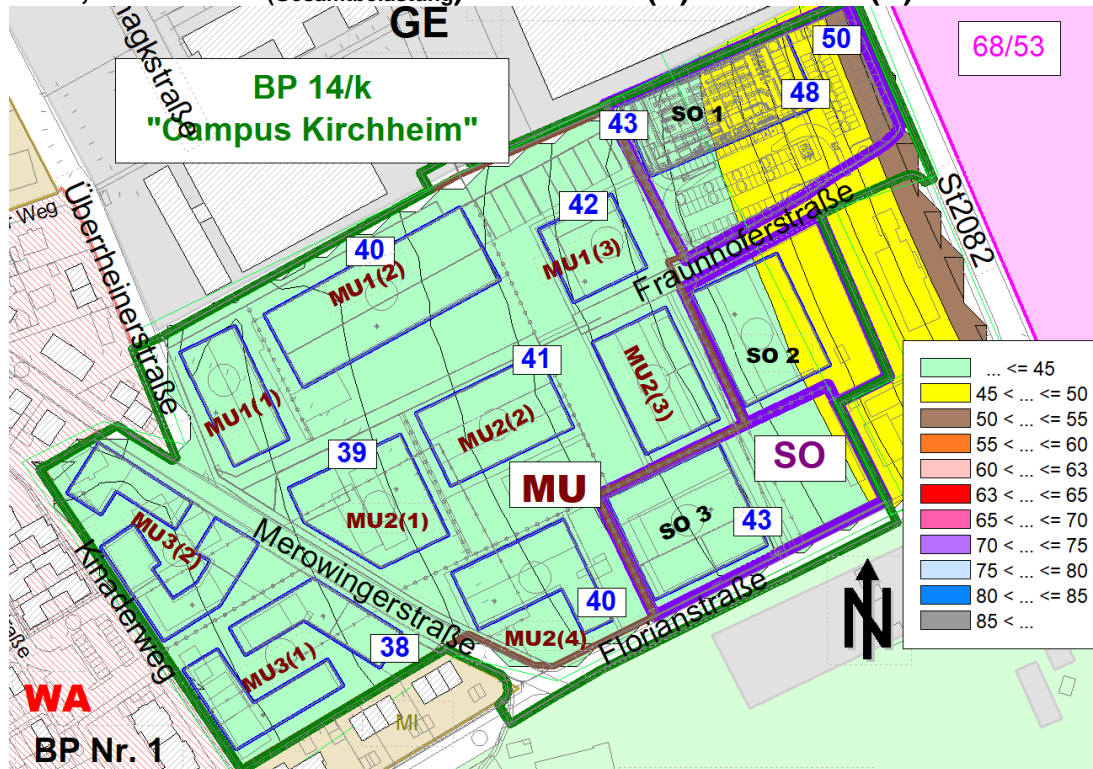 (Gesamtbelastung)
GE
50
68/53
BP 14/k
"Campus Kirchheim"
48
SO 1
43
Weg
Überrheinerstraße
42
40
MU1(3)
MU1(2)
Fraunhoferstraße
St2082
SO 2
41
MU2(3)
MU1(1)
MU2(2)
39
MU
SO
MU2(1)
SO 3
43
MU3(2)
Merowingerstraße
Kinaderweg
40
MU2(4)
Florianstraße
38
MU3(1)
N
WA
MI
BP Nr. 1
... <= 45
45 < ... <= 50
50 < ... <= 55
55 < ... <= 60
60 < ... <= 63
63 < ... <= 65
65 < ... <= 70
70 < ... <= 75
75 < ... <= 80
80 < ... <= 85
85 < ...